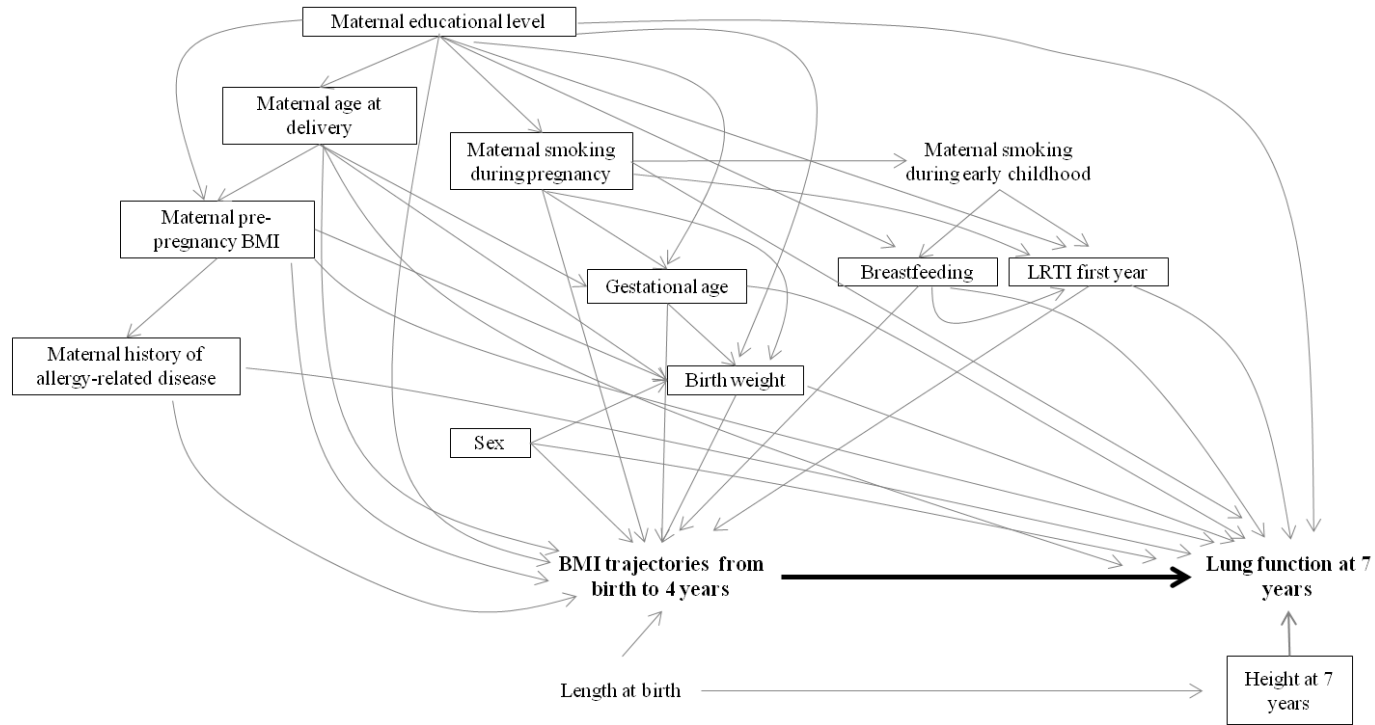 Maternal educational level
Maternal age at
delivery
Maternal smoking
during pregnancy
Maternal smoking
during early childhood
Maternal pre-
pregnancy BMI
Gestational age
Breastfeeding
LRTI first year
Maternal history of
allergy-related disease
Birth weight
Sex
BMI trajectories from
birth to 4 years
Lung function at 7
years
Length at birth
Height at 7
years